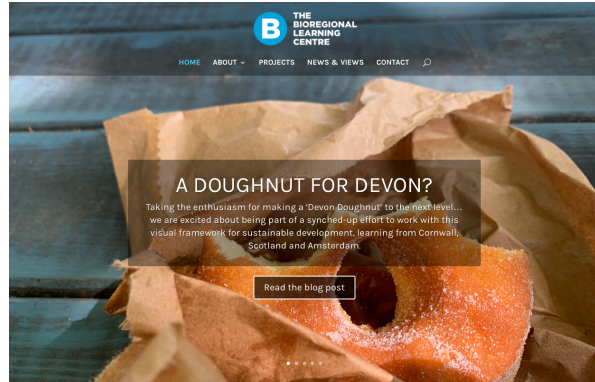 THE
BIOREGIONAL
LEARNING
CENTRE
B
HOME ABOUT PROJECTS NEWS & VIEWS CONTACT
A DOUGHNUT FOR DEVON?
Taking the enthusiasm for making a 'Devon Doughnut' to the next level…
we are excited about being part of a synched-up effort to work with this
visual framework for sustainable development, learning from Cornwall,
Scotland and Amsterdam.
Read the blog post